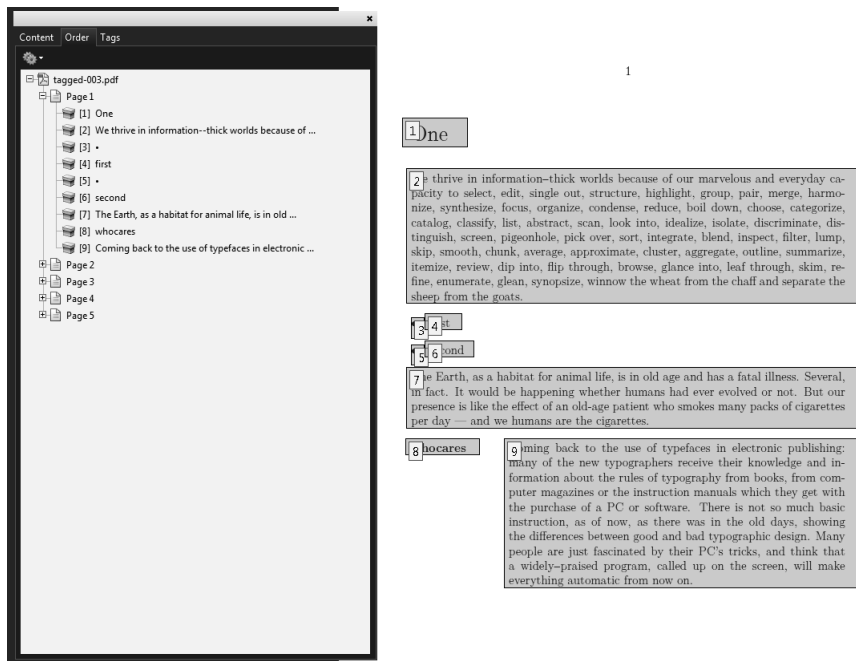 ×
Content Order Tags
tagged-003.pdf
Page 1
[1] One
[2] We thrive in information--thick worlds because of ...
[3] •
[4] first
[5] •
[6] second
[7] The Earth, as a habitat for animal life, is in old ...
[8] whocares
[9] Coming back to the use of typefaces in electronic ...
Page 2
Page 3
Page 4
Page 5
1
1 One
2 thrive in information–thick worlds because of our marvelous and everyday ca-
pacity to select, edit, single out, structure, highlight, group, pair, merge, harmo-
nize, synthesize, focus, organize, condense, reduce, boil down, choose, categorize,
catalog, classify, list, abstract, scan, look into, idealize, isolate, discriminate, dis-
tinguish, screen, pigeonhole, pick over, sort, integrate, blend, inspect, filter, lump,
skip, smooth, chunk, average, approximate, cluster, aggregate, outline, summarize,
itemize, review, dip into, flip through, browse, glance into, leaf through, skim, re-
fine, enumerate, glean, synopsize, winnow the wheat from the chaff and separate the
sheep from the goats.
3 4 st
5 6 cond
7 Earth, as a habitat for animal life, is in old age and has a fatal illness. Several,
in fact. It would be happening whether humans had ever evolved or not. But our
presence is like the effect of an old-age patient who smokes many packs of cigarettes
per day — and we humans are the cigarettes.
8 whocares
9 Coming back to the use of typefaces in electronic publishing:
many of the new typographers receive their knowledge and in-
formation about the rules of typography from books, from com-
puter magazines or the instruction manuals which they get with
the purchase of a PC or software. There is not so much basic
instruction, as of now, as there was in the old days, showing
the differences between good and bad typographic design. Many
people are just fascinated by their PC's tricks, and think that
a widely–praised program, called up on the screen, will make
everything automatic from now on.